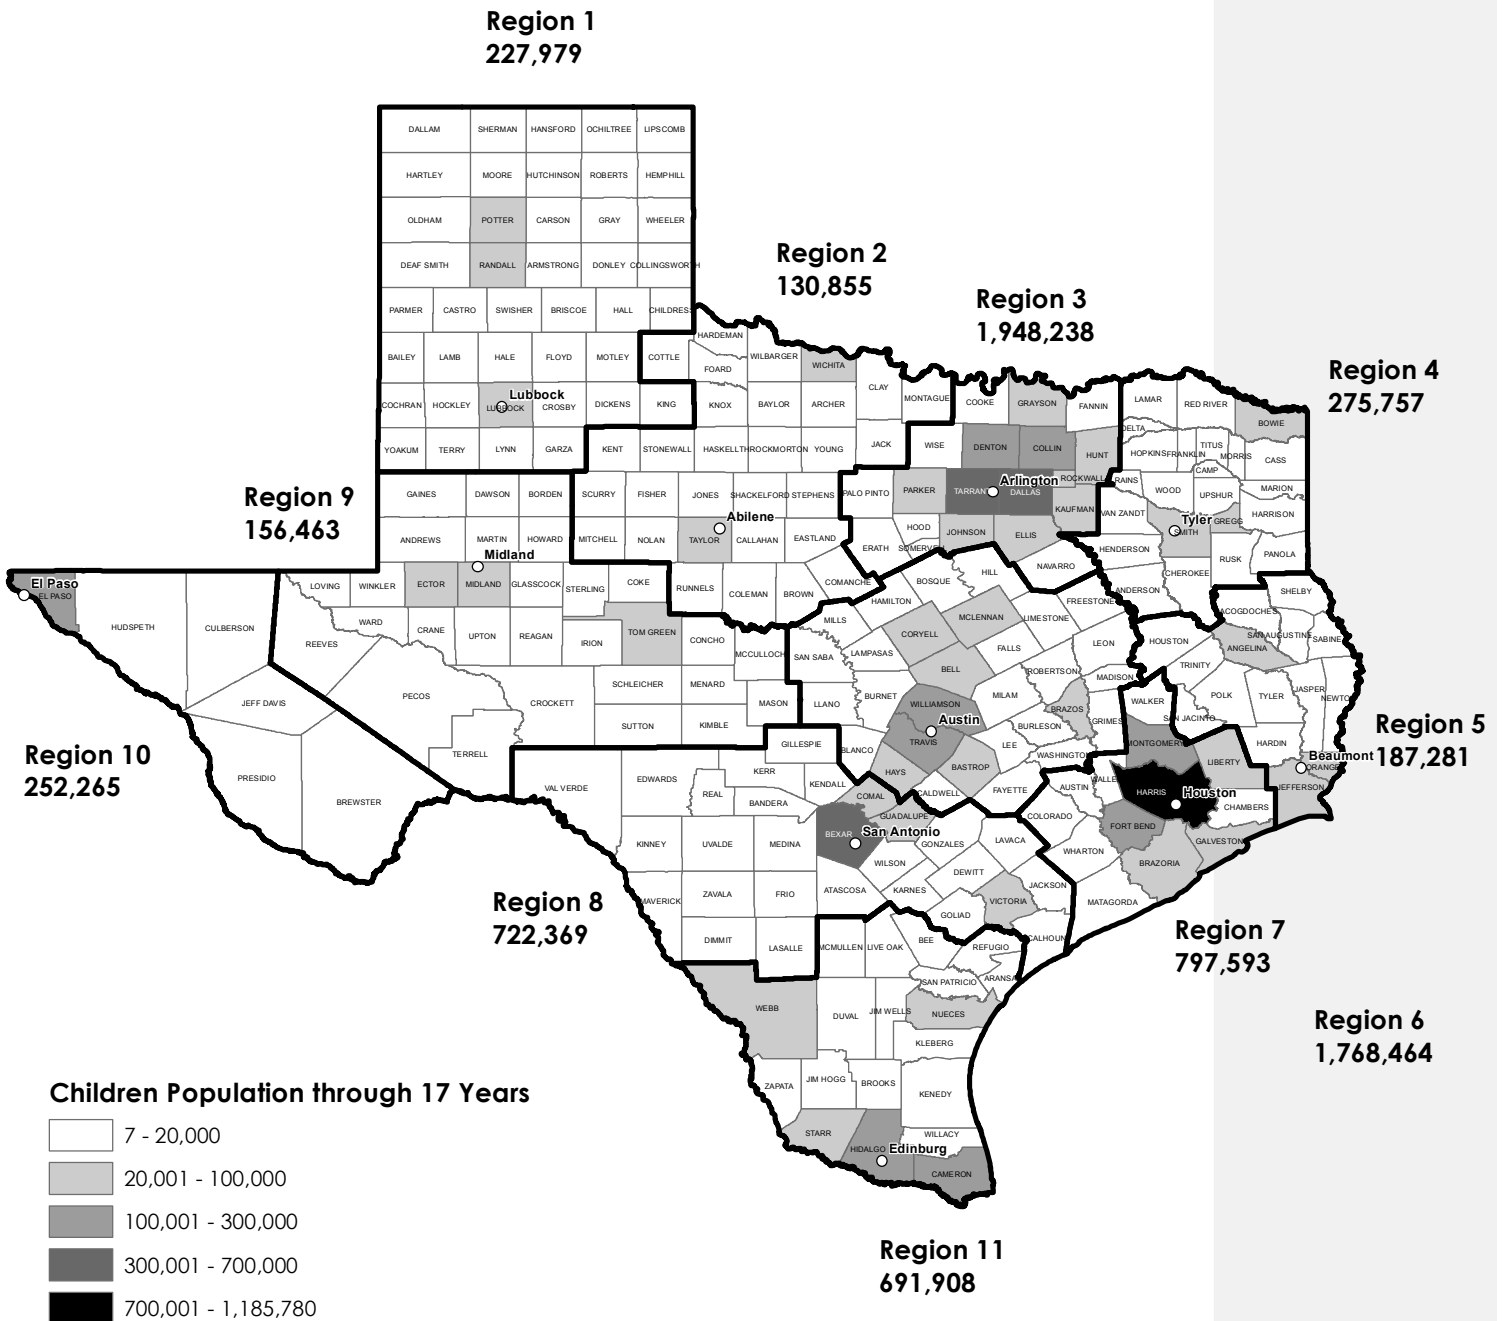 Region 1
227,979
DALLAM SHERMAN HANSFORD OCHILTREE LIPSCOMB
HARTLEY MOORE HUTCHINSON ROBERTS HEMPHILL
OLDHAM POTTER CARSON GRAY WHEELER
Region 2
130,855
DEAF SMITH RANDALL ARMSTRONG DONLEY COLLINGSWORTH
Region 3
1,948,238
PARMER CASTRO SWISHER BRISCOE HALL CHILDRESS
HARDEMAN
BAILEY LAMB HALE FLOYD MOTLEY COTTLE FOARD WILBARGER WICHITA
Region 4
275,757
CLAY MONTAGUE COOKE GRAYSON FANNIN LAMAR RED RIVER BOWIE
Lubbock
COCHRAN HOCKLEY LUBBOCK CROSBY DICKENS KING KNOX BAYLOR ARCHER
DELTA
YOAKUM TERRY LYNN GARZA KENT STONEWALL HASKELL THROCKMORTON YOUNG JACK WISE DENTON COLLIN HUNT HOPKINS FRANKLIN TITUS MORRIS CASS
CAMP
Region 9
156,463
GAINES DAWSON BORDEN SCURRY FISHER JONES SHACKELFORD STEPHENS PALO PINTO PARKER TARRANT Arlington DALLAS ROCKWALL RAINS WOOD UPSHUR MARION
Abilene
KAUFMAN VAN ZANDT Tyler SMITH GREGG HARRISON
ANDREWS MARTIN HOWARD MITCHELL NOLAN TAYLOR CALLAHAN EASTLAND ERATH HOOD SOMERVELL JOHNSON ELLIS HENDERSON RUSK PANOLA
Midland
El Paso
EL PASO
HUDSPETH CULBERSON
LOVING WINKLER ECTOR MIDLAND GLASSCOCK STERLING COKE RUNNELS COLEMAN BROWN COMANCHE BOSQUE HILL NAVARRO ANDERSON CHEROKEE SHELBY
REEVES WARD CRANE UPTON REAGAN IRION TOM GREEN CONCHO MCCULLOCH MILLS HAMILTON CORYELL MCLENNAN LIMESTONE FREESTONE ACOGDOCHES SAN AUGUSTINE SABINE
SAN SABA LAMPASAS BELL FALLS LEON HOUSTON ANGELINA
ROBERTSON MADISON TRINITY
JEFF DAVIS PECOS CROCKETT SCHLEICHER MENARD MASON LLANO BURNET WILLIAMSON MILAM BRAZOS GRIMES WALKER SAN JACINTO POLK TYLER JASPER NEWTO
SUTTON KIMBLE Austin TRAVIS BURLESON LEE WASHINGTON
Region 10
252,265
Region 5
187,281
TERRELL GILLESPIE BLANCO HAYS BASTROP MONTGOMERY LIBERTY HARDIN
Beaumont
ORANGE
PRESIDIO BREWSTER VAL VERDE EDWARDS REAL KERR BANDERA KENDALL COMAL CALDWELL FAYETTE AUSTIN WALLE HARRIS Houston CHAMBERS JEFFERSON
GUADALUPE COLORADO FORT BEND GALVESTON
BEXAR San Antonio
KINNEY UVALDE MEDINA WILSON GONZALES LAVACA WHARTON BRAZORIA
Region 8
722,369
MAVERICK ZAVALA FRIO ATASCOSA KARNES DEWITT VICTORIA JACKSON MATAGORDA
GOLIAD
DIMMIT LASALLE MCMULLEN LIVE OAK BEE REFUGIO CALHOUN
Region 7
797,593
SAN PATRICIO ARANSA
WEBB DUVAL JIM WELLS NUECES
Region 6
1,768,464
KLEBERG
ZAPATA JIM HOGG BROOKS KENEDY
STARR HIDALGO Edinburg WILLACY
CAMERON
Children Population through 17 Years
7 - 20,000
20,001 - 100,000
100,001 - 300,000
300,001 - 700,000
700,001 - 1,185,780
Region 11
691,908